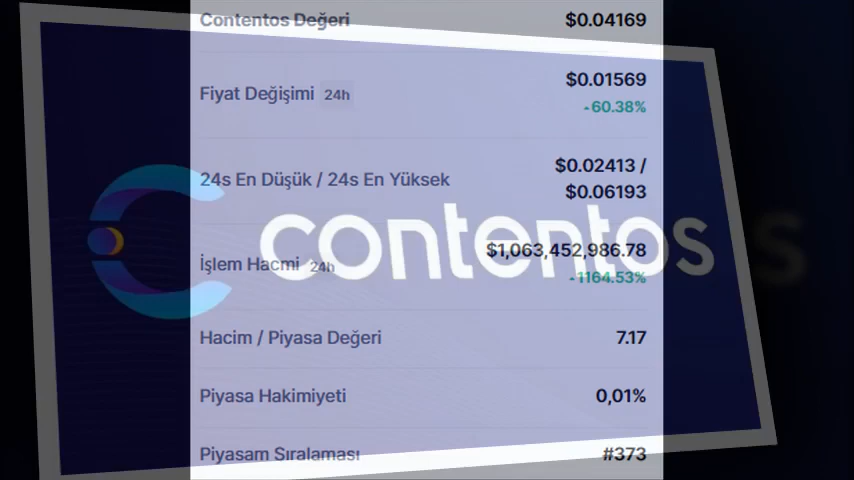 Contentos Değeri $0.04169
Fiyat Değişimi 24h $0.01569
-60.38%
24s En Düşük / 24s En Yüksek $0.02413 /
$0.06193
contentos
İşlem Hacmi 24h $1,063,452,986.78
-1164.53%
Hacim / Piyasa Değeri 7.17
Piyasa Hakimiyeti 0,01%
Piyasam Sıralaması #373